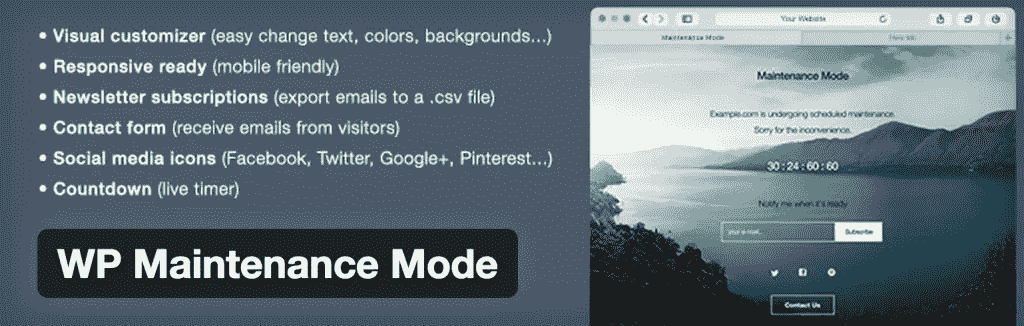 • Visual customizer (easy change text, colors, backgrounds...)
• Responsive ready (mobile friendly)
• Newsletter subscriptions (export emails to a .csv file)
• Contact form (receive emails from visitors)
• Social media icons (Facebook, Twitter, Google+, Pinterest...)
• Countdown (live timer)
WP Maintenance Mode
Your Website
Maintenance Mode
Maintenance Mode
Example.com is undergoing scheduled maintenance.
Sorry for the inconvenience.
30 : 24 : 60 : 60
Notify me when it's ready
your e-mail...
Subscribe
Contact Us